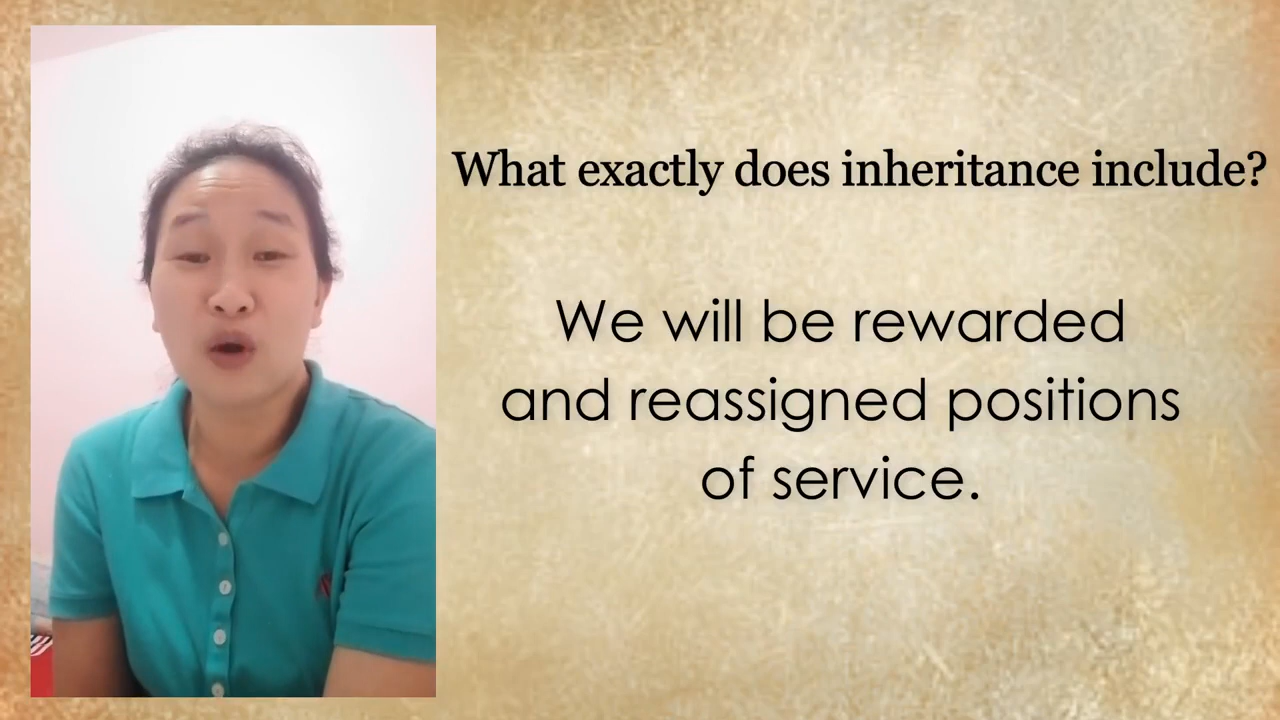 What exactly does inheritance include?
We will be rewarded
and reassigned positions
of service.